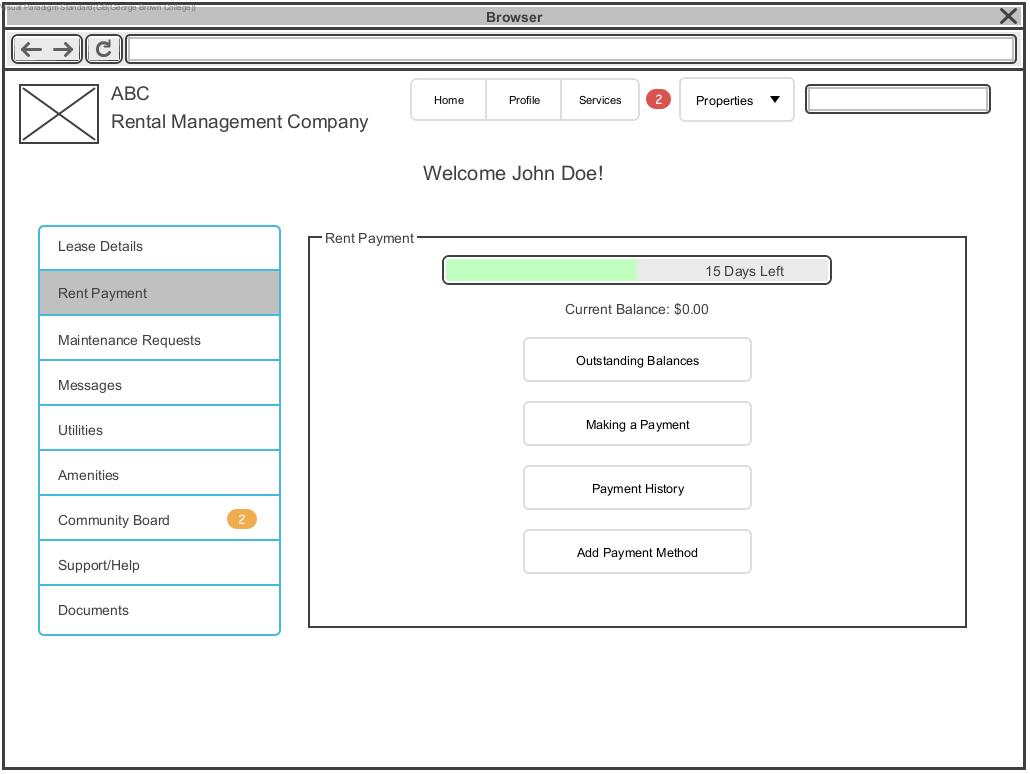 Visual Paradigm Standard(GB(George Brown College))
Browser
ABC
Rental Management Company
Home
Profile
Services
2
Properties
Welcome John Doe!
Lease Details
Rent Payment
Maintenance Requests
Messages
Utilities
Amenities
Community Board
2
Support/Help
Documents
Rent Payment
15 Days Left
Current Balance: $0.00
Outstanding Balances
Making a Payment
Payment History
Add Payment Method